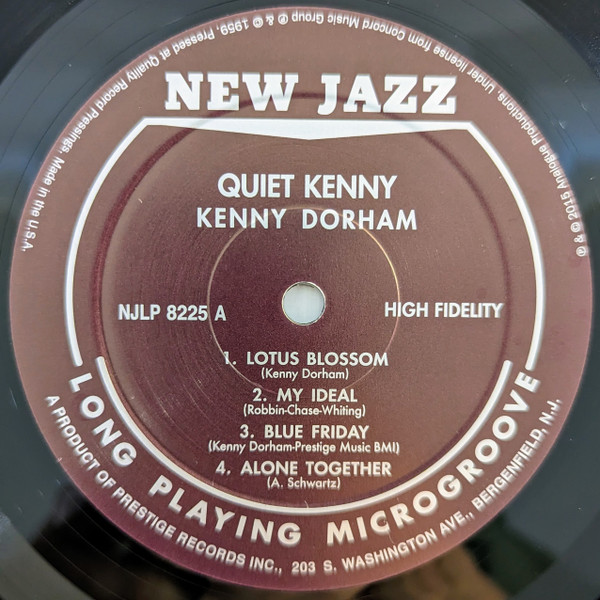 NEW JAZZ
QUIET KENNY
KENNY DORHAM
NJLP 8225 A
HIGH FIDELITY
1. LOTUS BLOSSOM
(Kenny Dorham)
2. MY IDEAL
(Robbin-Chase-Whiting)
3. BLUE FRIDAY
(Kenny Dorham-Prestige Music BMI)
4. ALONE TOGETHER
(A. Schwartz)
LONG PLAYING MICROGROOVE
A PRODUCT OF PRESTIGE RECORDS INC., 203 S. WASHINGTON AVE., BERGENFIELD, N.J.
℗ & © 2015 Analogue Productions. Under license from Concord Music Group ℗ & © 1959. Pressed at Quality Record Pressings. Made in the U.S.A.